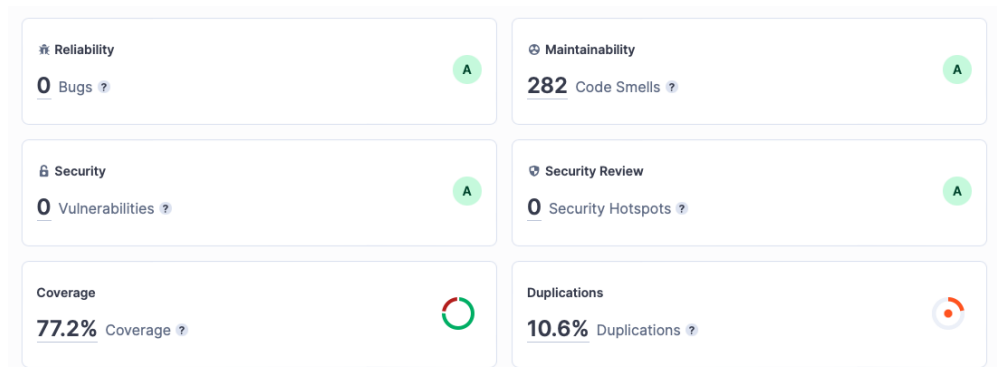 Reliability
0 Bugs ?
A
Maintainability
282 Code Smells ?
A
Security
0 Vulnerabilities ?
A
Security Review
0 Security Hotspots ?
A
Coverage
77.2% Coverage ?
Duplications
10.6% Duplications ?